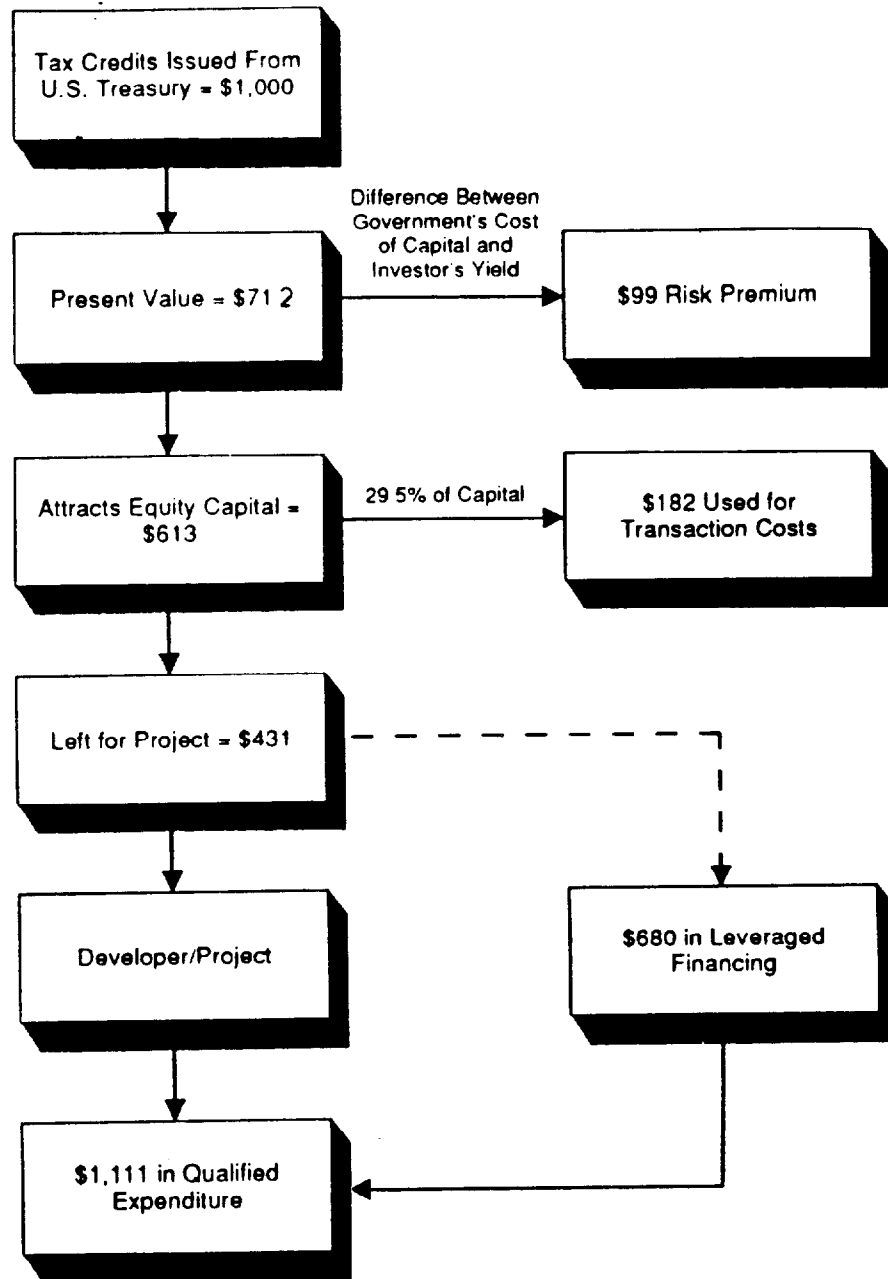 Tax Credits Issued From
U.S. Treasury = $1,000
Difference Between
Government's Cost
of Capital and
Investor's Yield
Present Value = $71 2
$99 Risk Premium
Attracts Equity Capital =
$613
29 5% of Capital
$182 Used for
Transaction Costs
Left for Project = $431
Developer/Project
$680 in Leveraged
Financing
$1,111 in Qualified
Expenditure